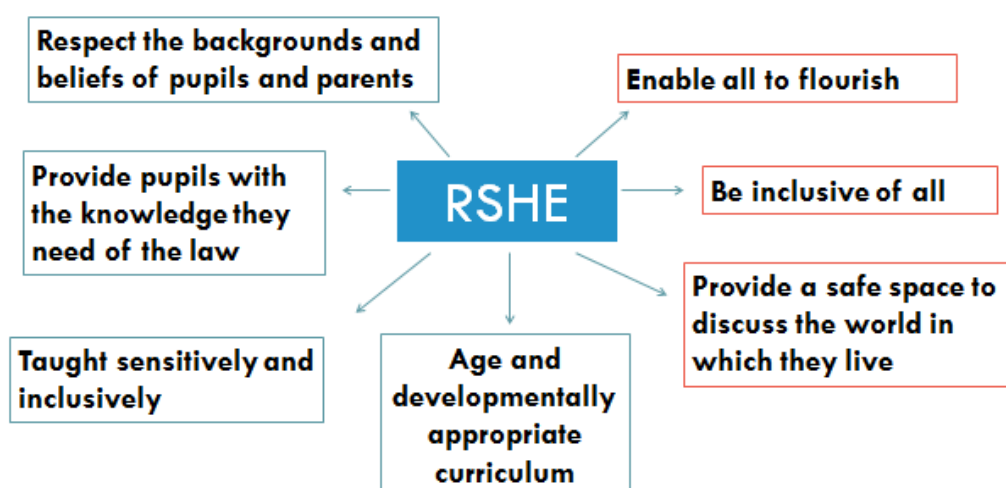 Respect the backgrounds and
beliefs of pupils and parents
Enable all to flourish
Provide pupils with
the knowledge they
need of the law
RSHE
Be inclusive of all
Provide a safe space to
discuss the world in
which they live
Taught sensitively and
inclusively
Age and
developmentally
appropriate
curriculum